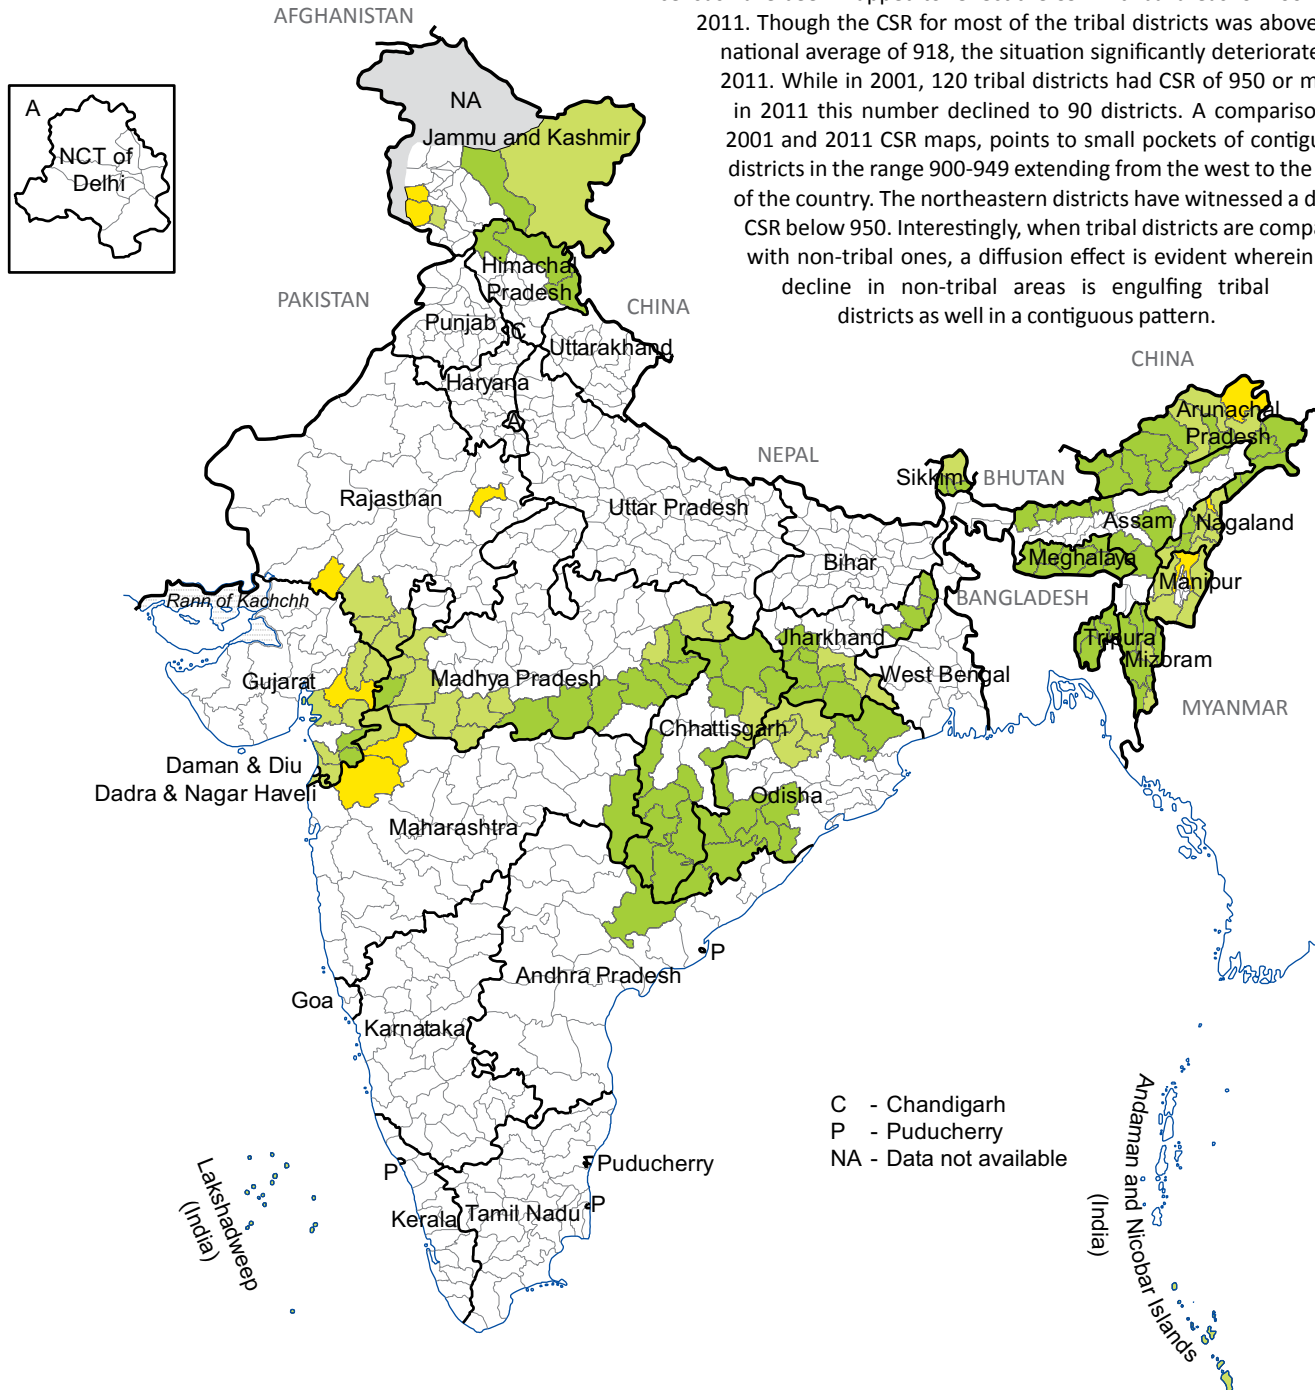 2011. Though the CSR for most of the tribal districts was above
national average of 918, the situation significantly deteriorate
2011. While in 2001, 120 tribal districts had CSR of 950 or m
in 2011 this number declined to 90 districts. A compariso
2001 and 2011 CSR maps, points to small pockets of contigu
districts in the range 900-949 extending from the west to the
of the country. The northeastern districts have witnessed a d
CSR below 950. Interestingly, when tribal districts are compa
with non-tribal ones, a diffusion effect is evident wherein
decline in non-tribal areas is engulfing tribal
districts as well in a contiguous pattern.
AFGHANISTAN
A
NCT of
Delhi
NA
Jammu and Kashmir
Himachal
Pradesh
PAKISTAN
CHINA
Punjab
C
Uttarakhand
Haryana
A
CHINA
Arunachal
Pradesh
NEPAL
Sikkim
BHUTAN
Rajasthan
Uttar Pradesh
Assam
Nagaland
Bihar
Meghalaya
Manipur
Rann of Kachchh
BANGLADESH
Jharkhand
Tripura
Mizoram
Gujarat
Madhya Pradesh
West Bengal
MYANMAR
Chhattisgarh
Daman & Diu
Dadra & Nagar Haveli
Odisha
Maharashtra
P
Andhra Pradesh
Goa
Karnataka
C - Chandigarh
P - Puducherry
NA - Data not available
P
Puducherry
P
Kerala
Tamil Nadu
Lakshadweep
(India)
Andaman and Nicobar Islands
(India)